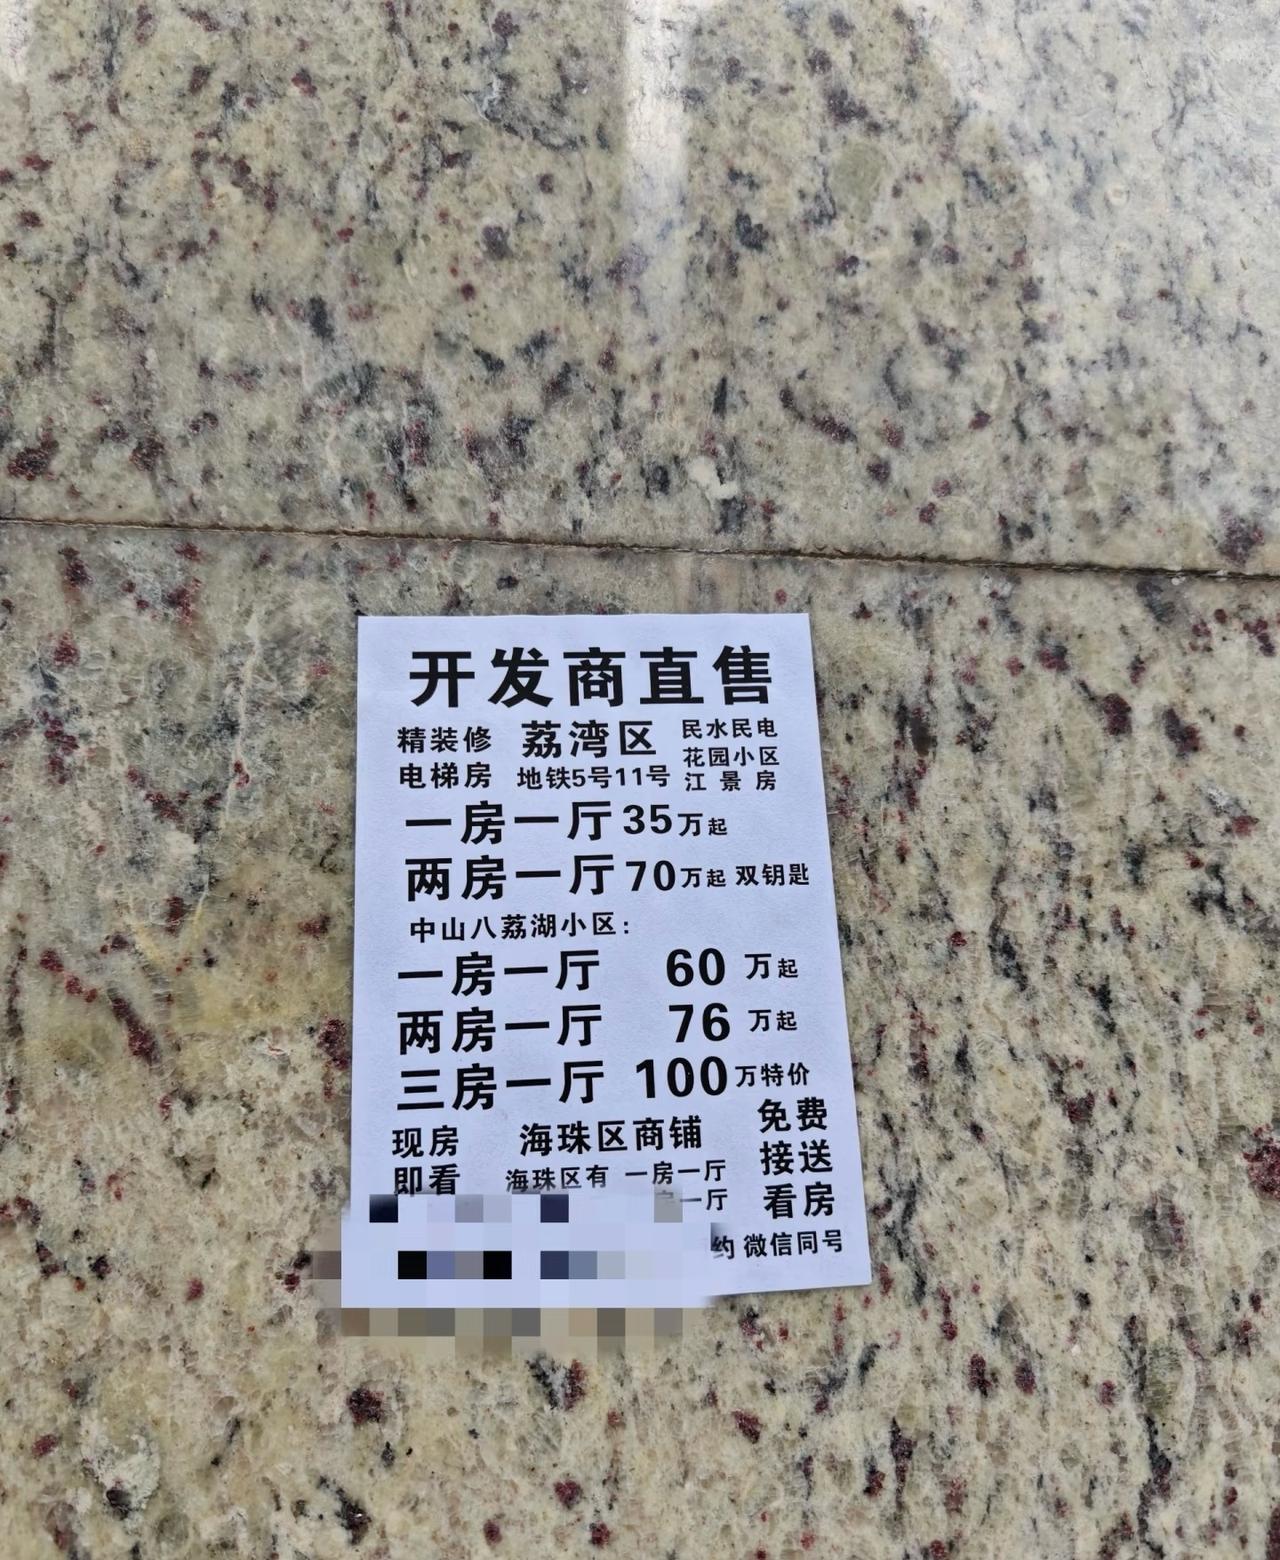 开发商直售
精装修 荔湾区 民水民电
花园小区
电梯房 地铁5号11号 江景房
一房一厅35万起
两房一厅70万起 双钥匙
中山八荔湖小区:
一房一厅 60万起
两房一厅 76万起
三房一厅 100万特价
现房 海珠区商铺 免费
即看 海珠区有 一房一厅 接送
一厅 看房
约 微信同号